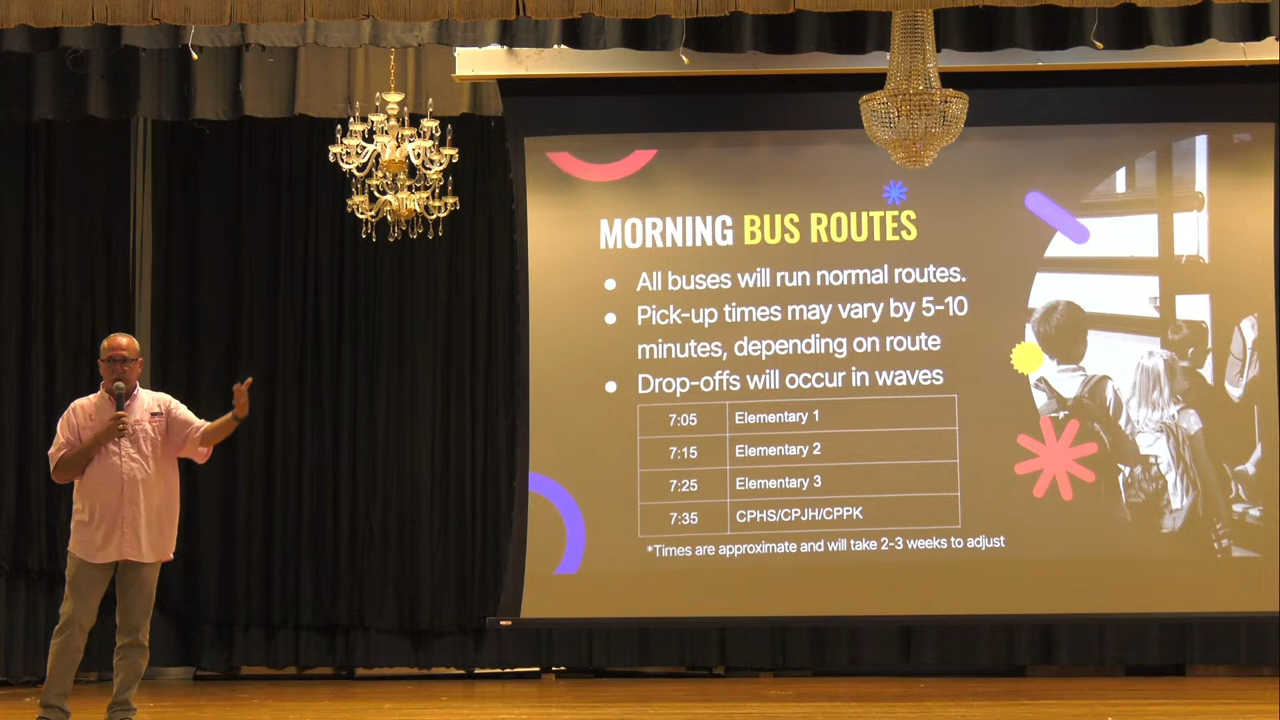 MORNING BUS ROUTES
● All buses will run normal routes.
● Pick-up times may vary by 5-10
minutes, depending on route
● Drop-offs will occur in waves
7:05 Elementary 1
7:15 Elementary 2
7:25 Elementary 3
7:35 CPHS/CPJH/CPPK
*Times are approximate and will take 2-3 weeks to adjust